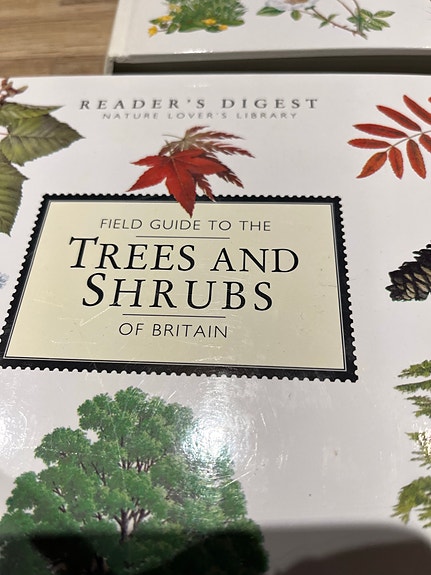 READER'S DIGEST
NATURE LOVER'S LIBRARY
FIELD GUIDE TO THE
TREES AND
SHRUBS
OF BRITAIN